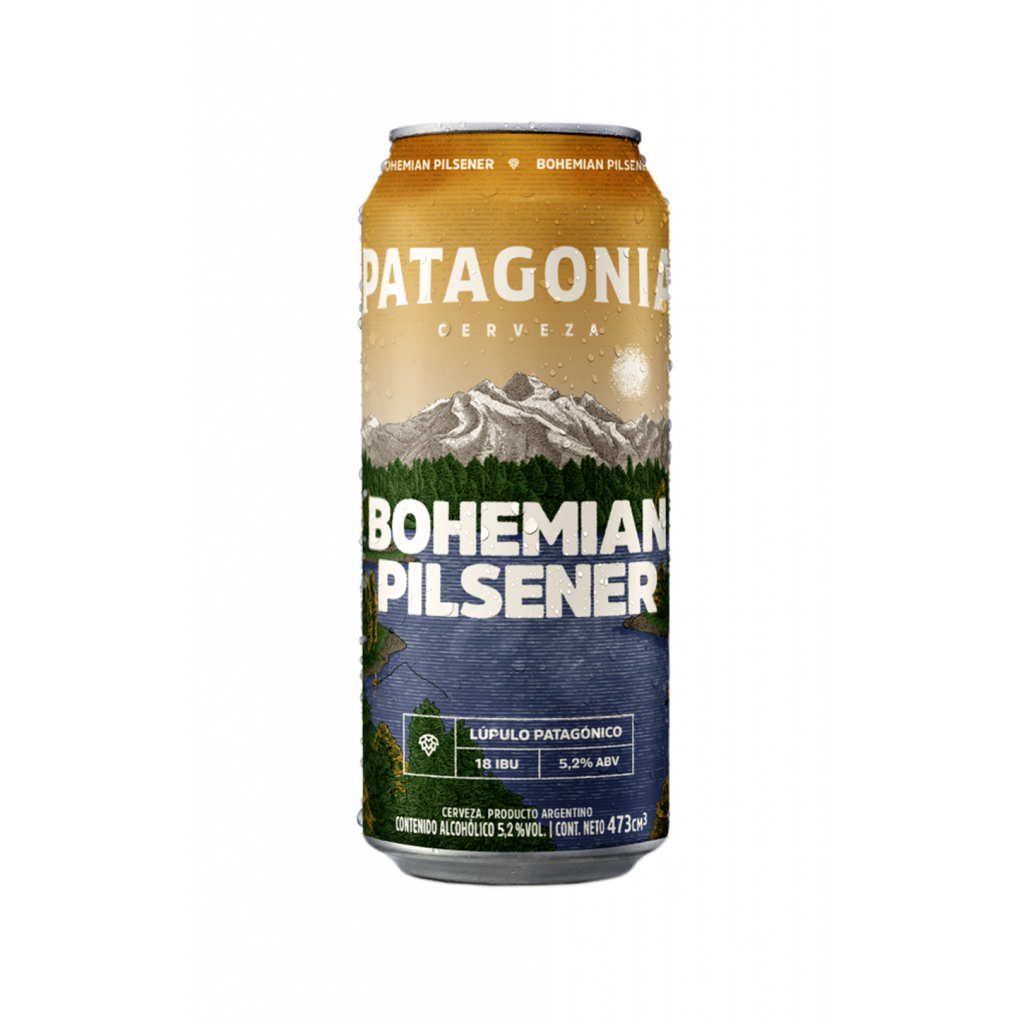 BOHEMIAN PILSENER BOHEMIAN PILSENER
PATAGONIA
CERVEZA
BOHEMIAN
PILSENER
LÚPULO PATAGÓNICO
18 IBU 5,2% ABV
CERVEZA. PRODUCTO ARGENTINO
CONTENIDO ALCOHÓLICO 5,2 %VOL. | CONT. NETO 473CM³